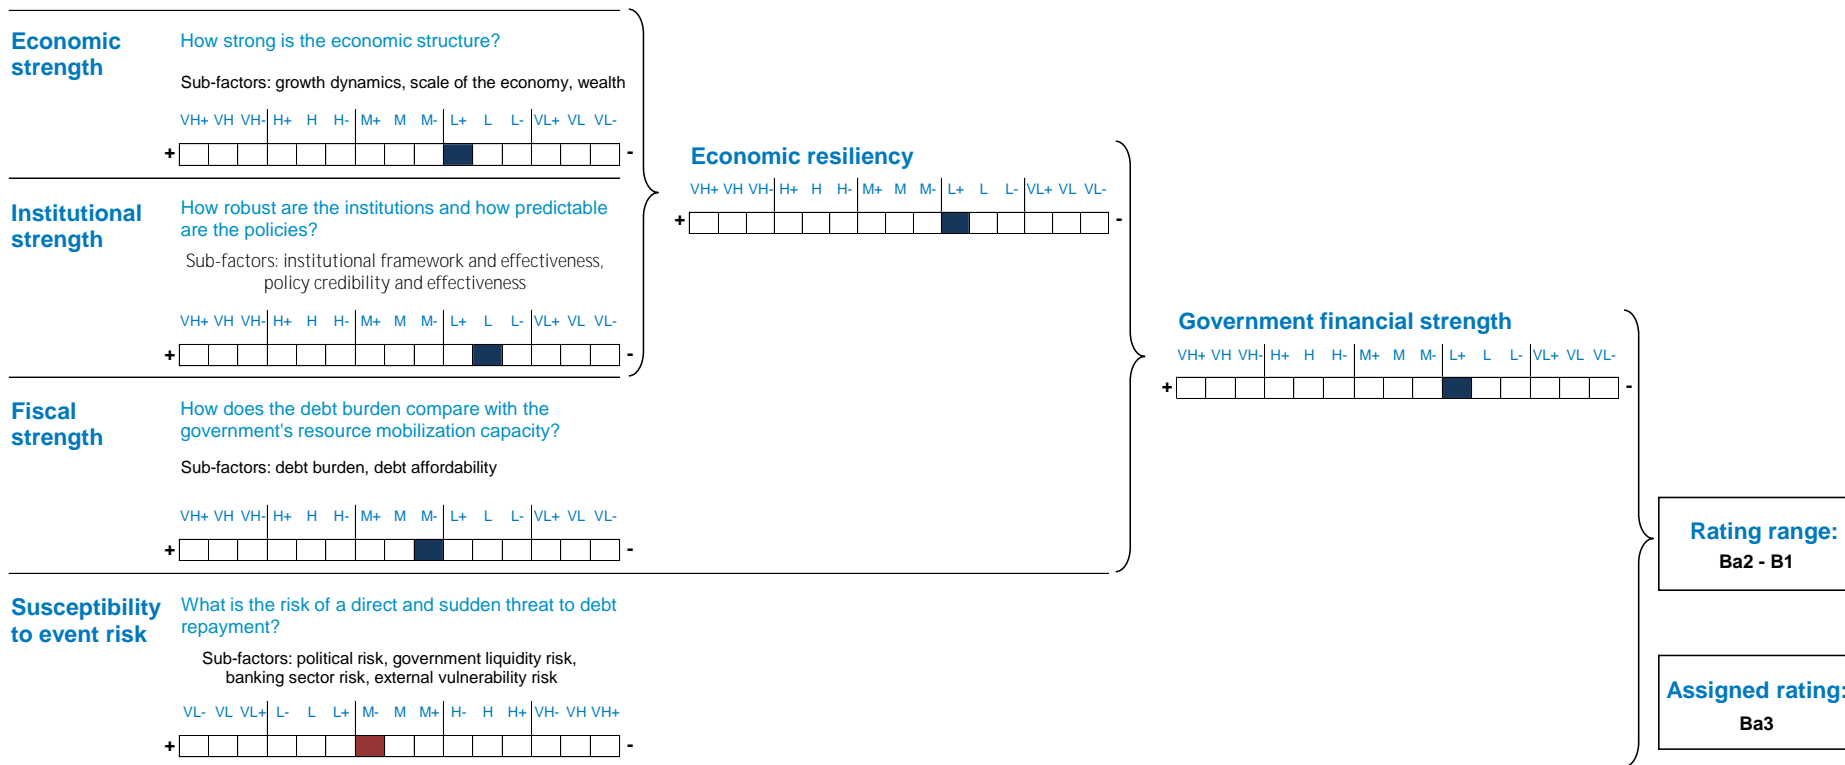 Economic
strength
How strong is the economic structure?
Sub-factors: growth dynamics, scale of the economy, wealth
VH+ VH VH- H+ H H- M+ M M- L+ L L- VL+ VL VL-
+ -
Institutional
strength
How robust are the institutions and how predictable
are the policies?
Sub-factors: institutional framework and effectiveness,
policy credibility and effectiveness
VH+ VH VH- H+ H H- M+ M M- L+ L L- VL+ VL VL-
+ -
Economic resiliency
VH+ VH VH- H+ H H- M+ M M- L+ L L- VL+ VL VL-
+ -
Fiscal
strength
How does the debt burden compare with the
government's resource mobilization capacity?
Sub-factors: debt burden, debt affordability
VH+ VH VH- H+ H H- M+ M M- L+ L L- VL+ VL VL-
+ -
Government financial strength
VH+ VH VH- H+ H H- M+ M M- L+ L L- VL+ VL VL-
+ -
Susceptibility
to event risk
What is the risk of a direct and sudden threat to debt
repayment?
Sub-factors: political risk, government liquidity risk,
banking sector risk, external vulnerability risk
VL- VL VL+ L- L L+ M- M M+ H- H H+ VH- VH VH+
+ -
Rating range:
Ba2 - B1
Assigned rating:
Ba3